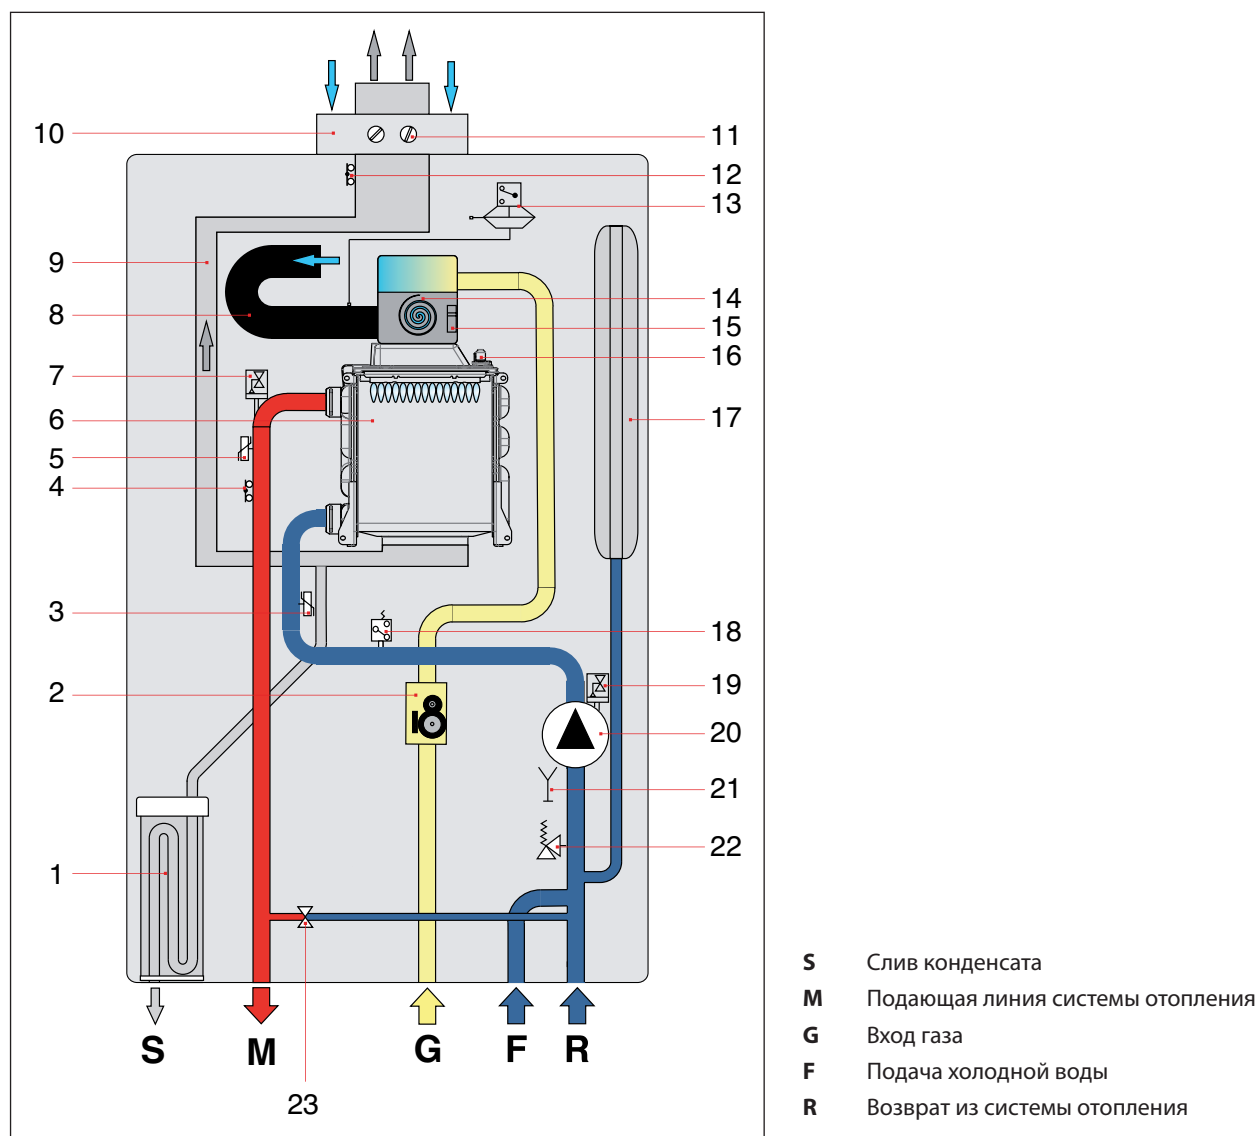 10
11
12
13
9
14
8
15
16
7
6
17
5
4
3
18
2
19
20
21
22
1
S
M
G
F
R
23
S Слив конденсата
M Подающая линия системы отопления
G Вход газа
F Подача холодной воды
R Возврат из системы отопления